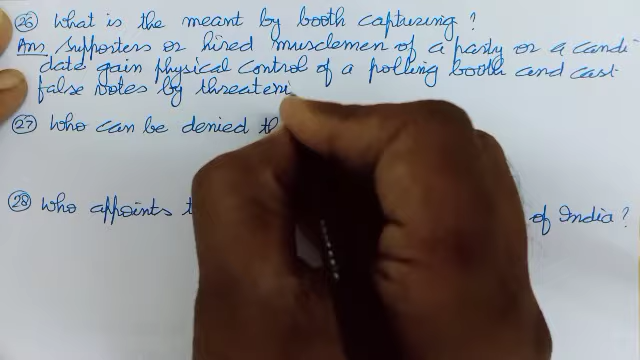 26 What is the meant by booth capturing ?
Ans Supporters or hired musclemen of a party or a candi-
date gain physical control of a polling booth and cast
false votes by threateni
27 Who can be denied th
28 Who appoints t of India?